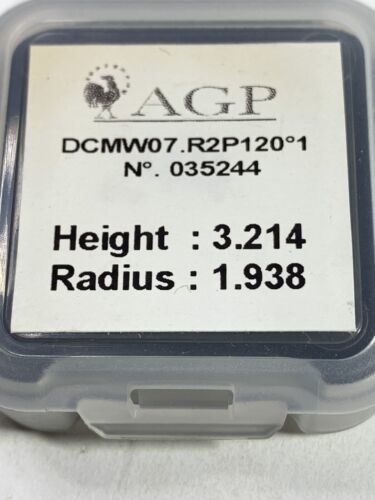 AGP
DCMW07.R2P120°1
N°. 035244
Height : 3.214
Radius : 1.938